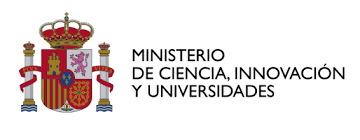 MINISTERIO
DE CIENCIA, INNOVACIÓN
Y UNIVERSIDADES